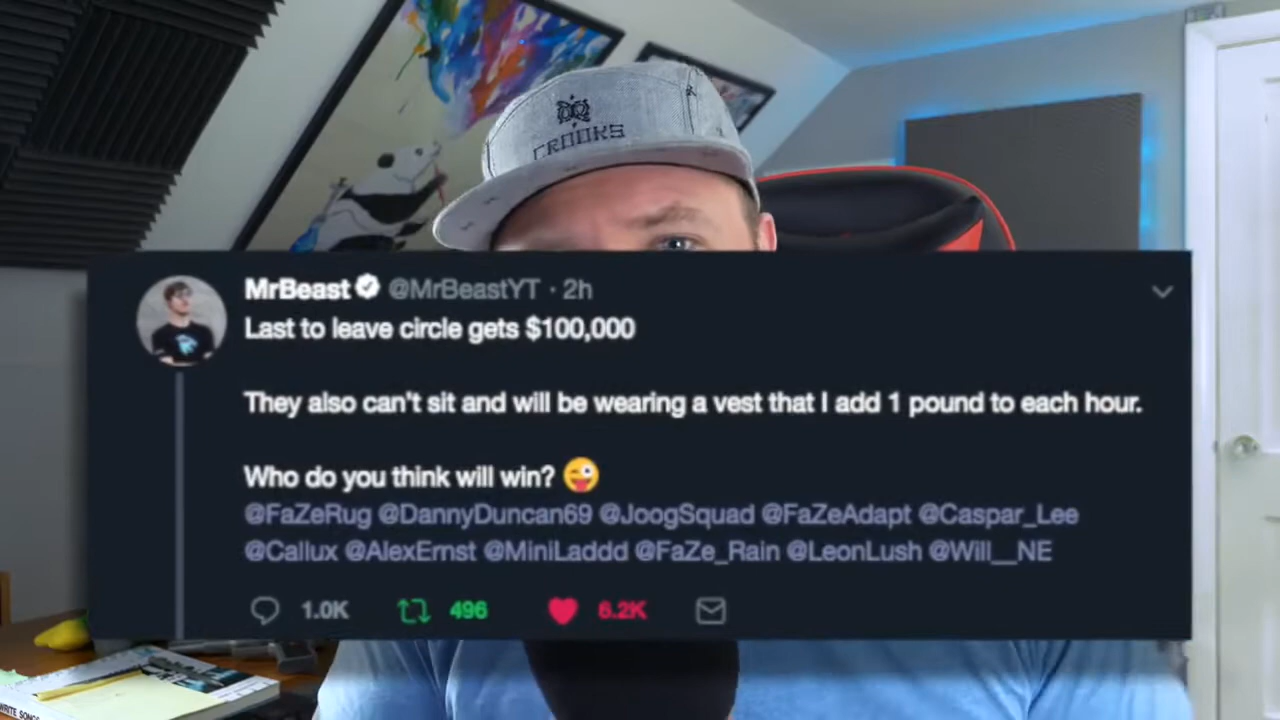 CROOKS
MrBeast @MrBeastYT · 2h
Last to leave circle gets $100,000
They also can't sit and will be wearing a vest that I add 1 pound to each hour.
Who do you think will win? 😜
@FaZeRug @DannyDuncan69 @JoogSquad @FaZeAdapt @Caspar_Lee
@Callux @AlexErnst @MiniLaddd @FaZe_Rain @LeonLush @Will__NE
1.0K 496 6.2K
WRITE SONGS